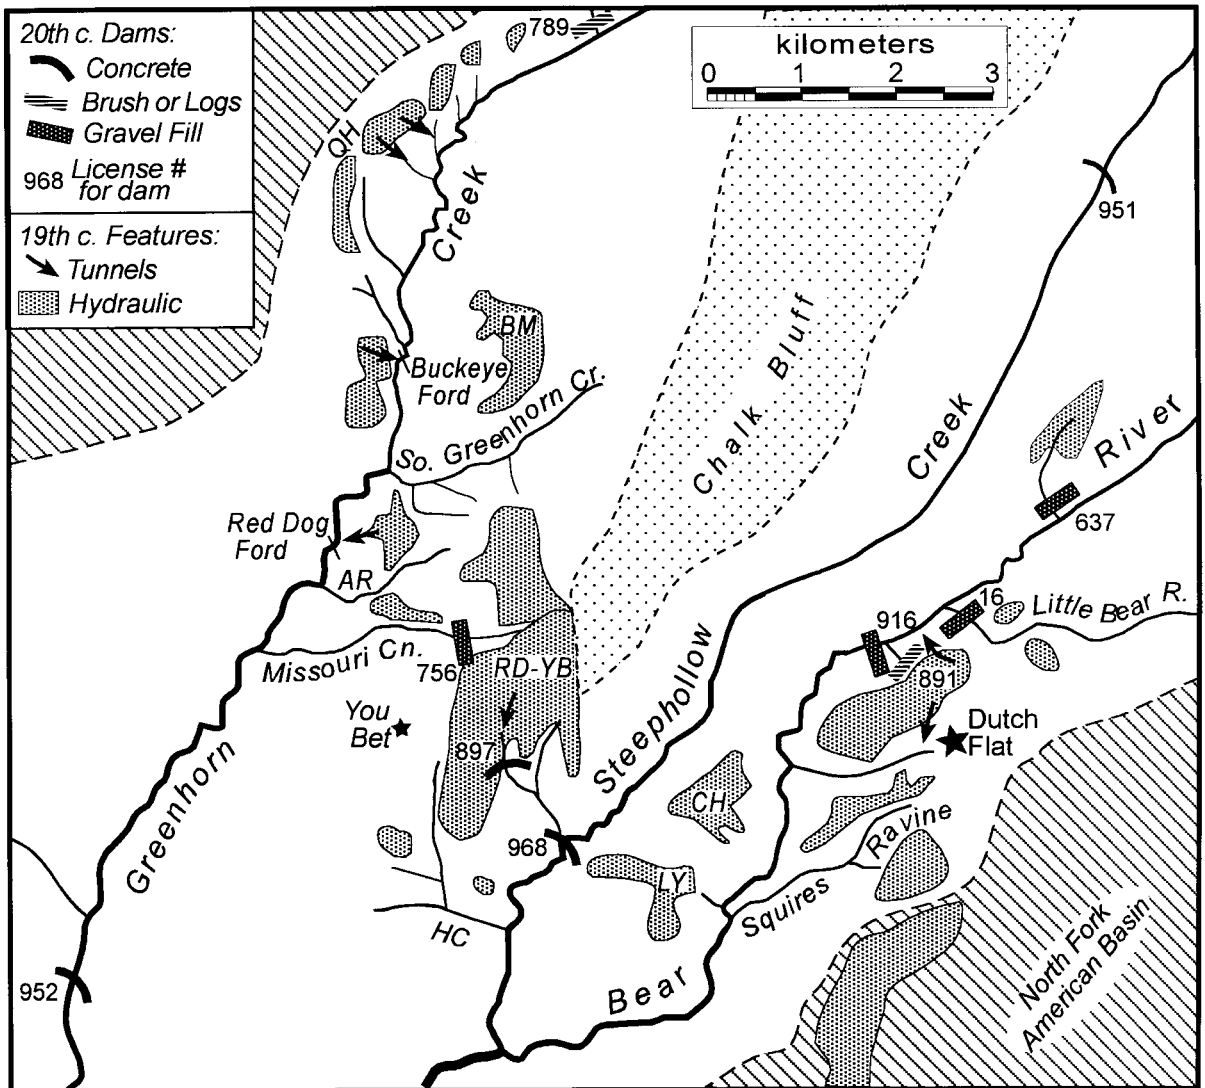 20th c. Dams:
Concrete
Brush or Logs
Gravel Fill
968 License #
for dam
19th c. Features:
Tunnels
Hydraulic
789
kilometers
0 1 2 3
QH
Creek
951
BM
Buckeye
Ford
So. Greenhorn Cr.
Chalk Bluff
Creek
River
637
Red Dog
Ford
AR
16
Little Bear R.
916
Missouri Cn.
756
RD-YB
891
You
Bet
Dutch
Flat
897
Steephollow
Greenhorn
CH
968
Ravine
LY
Squires
HC
Bear
952
North Fork
American Basin